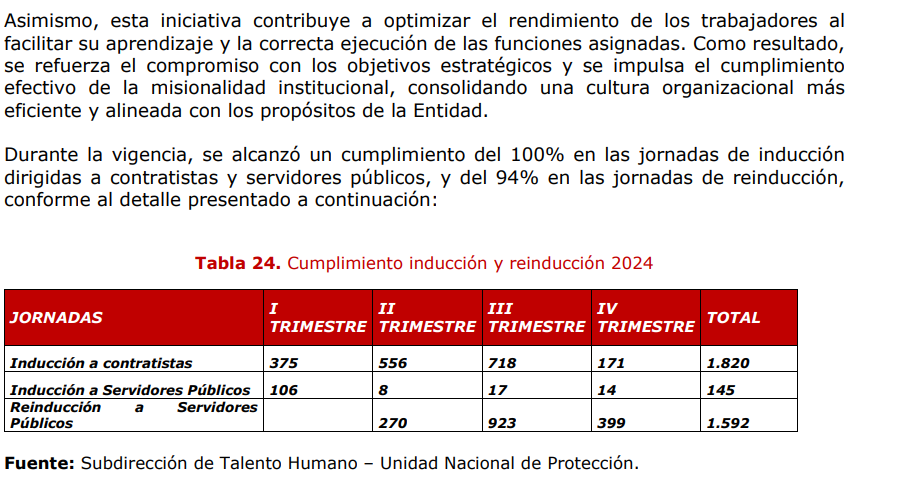 Asimismo, esta iniciativa contribuye a optimizar el rendimiento de los trabajadores al
facilitar su aprendizaje y la correcta ejecución de las funciones asignadas. Como resultado,
se refuerza el compromiso con los objetivos estratégicos y se impulsa el cumplimiento
efectivo de la misionalidad institucional, consolidando una cultura organizacional más
eficiente y alineada con los propósitos de la Entidad.
Durante la vigencia, se alcanzó un cumplimiento del 100% en las jornadas de inducción
dirigidas a contratistas y servidores públicos, y del 94% en las jornadas de reinducción,
conforme al detalle presentado a continuación:
Tabla 24. Cumplimiento inducción y reinducción 2024
JORNADAS I TRIMESTRE II TRIMESTRE III TRIMESTRE IV TRIMESTRE TOTAL
Inducción a contratistas 375 556 718 171 1.820
Inducción a Servidores Públicos 106 8 17 14 145
Reinducción a Servidores
Públicos 270 923 399 1.592
Fuente: Subdirección de Talento Humano – Unidad Nacional de Protección.